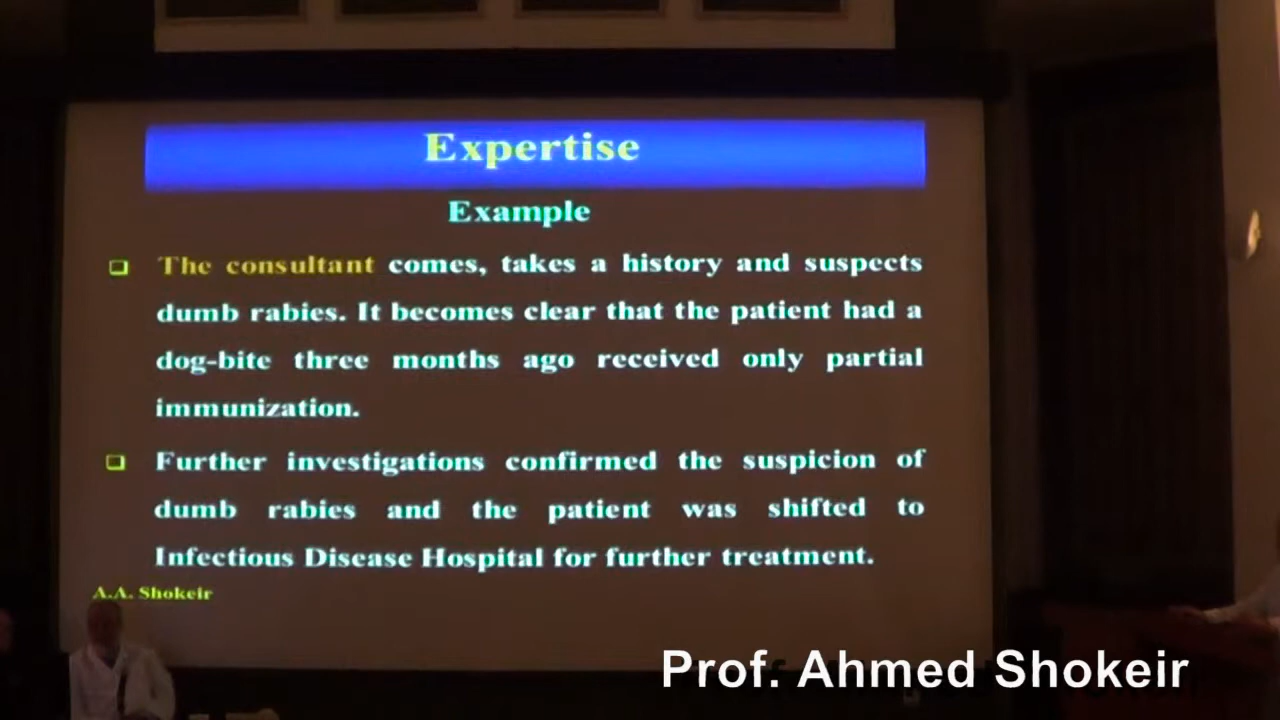 Expertise
Example
The consultant comes, takes a history and suspects
dumb rabies. It becomes clear that the patient had a
dog-bite three months ago received only partial
immunization.
Further investigations confirmed the suspicion of
dumb rabies and the patient was shifted to
Infectious Disease Hospital for further treatment.
A.A. Shokeir
Prof. Ahmed Shokeir